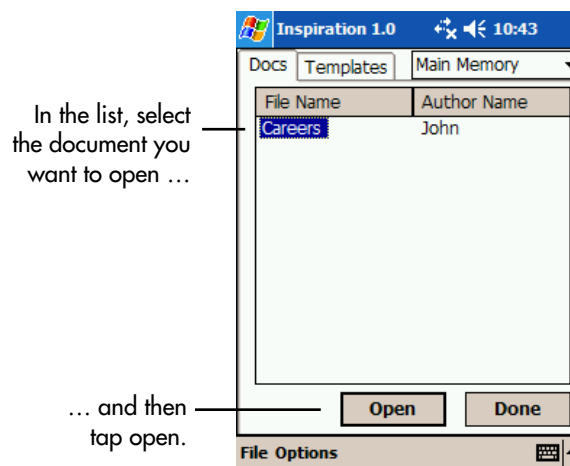 Inspiration 1.0 10:43
Docs Templates Main Memory
File Name Author Name
Careers John
In the list, select
the document you
want to open …
Open Done
… and then
tap open.
File Options